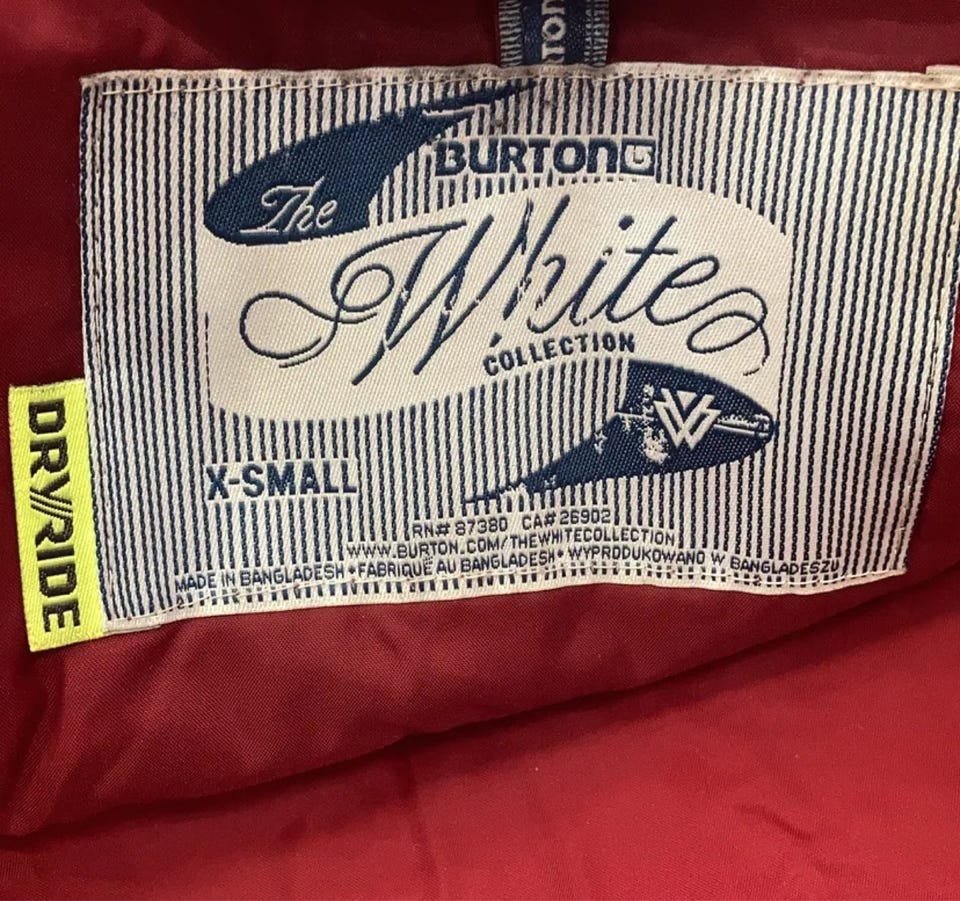 TON
BURTON
The
White
COLLECTION
X-SMALL
RN# 87380 CA# 26902
WWW.BURTON.COM/THEWHITECOLLECTION
MADE IN BANGLADESH • FABRIQUÉ AU BANGLADESH • WYPRODUKOWANO W BANGLADESZU
DRY//RIDE